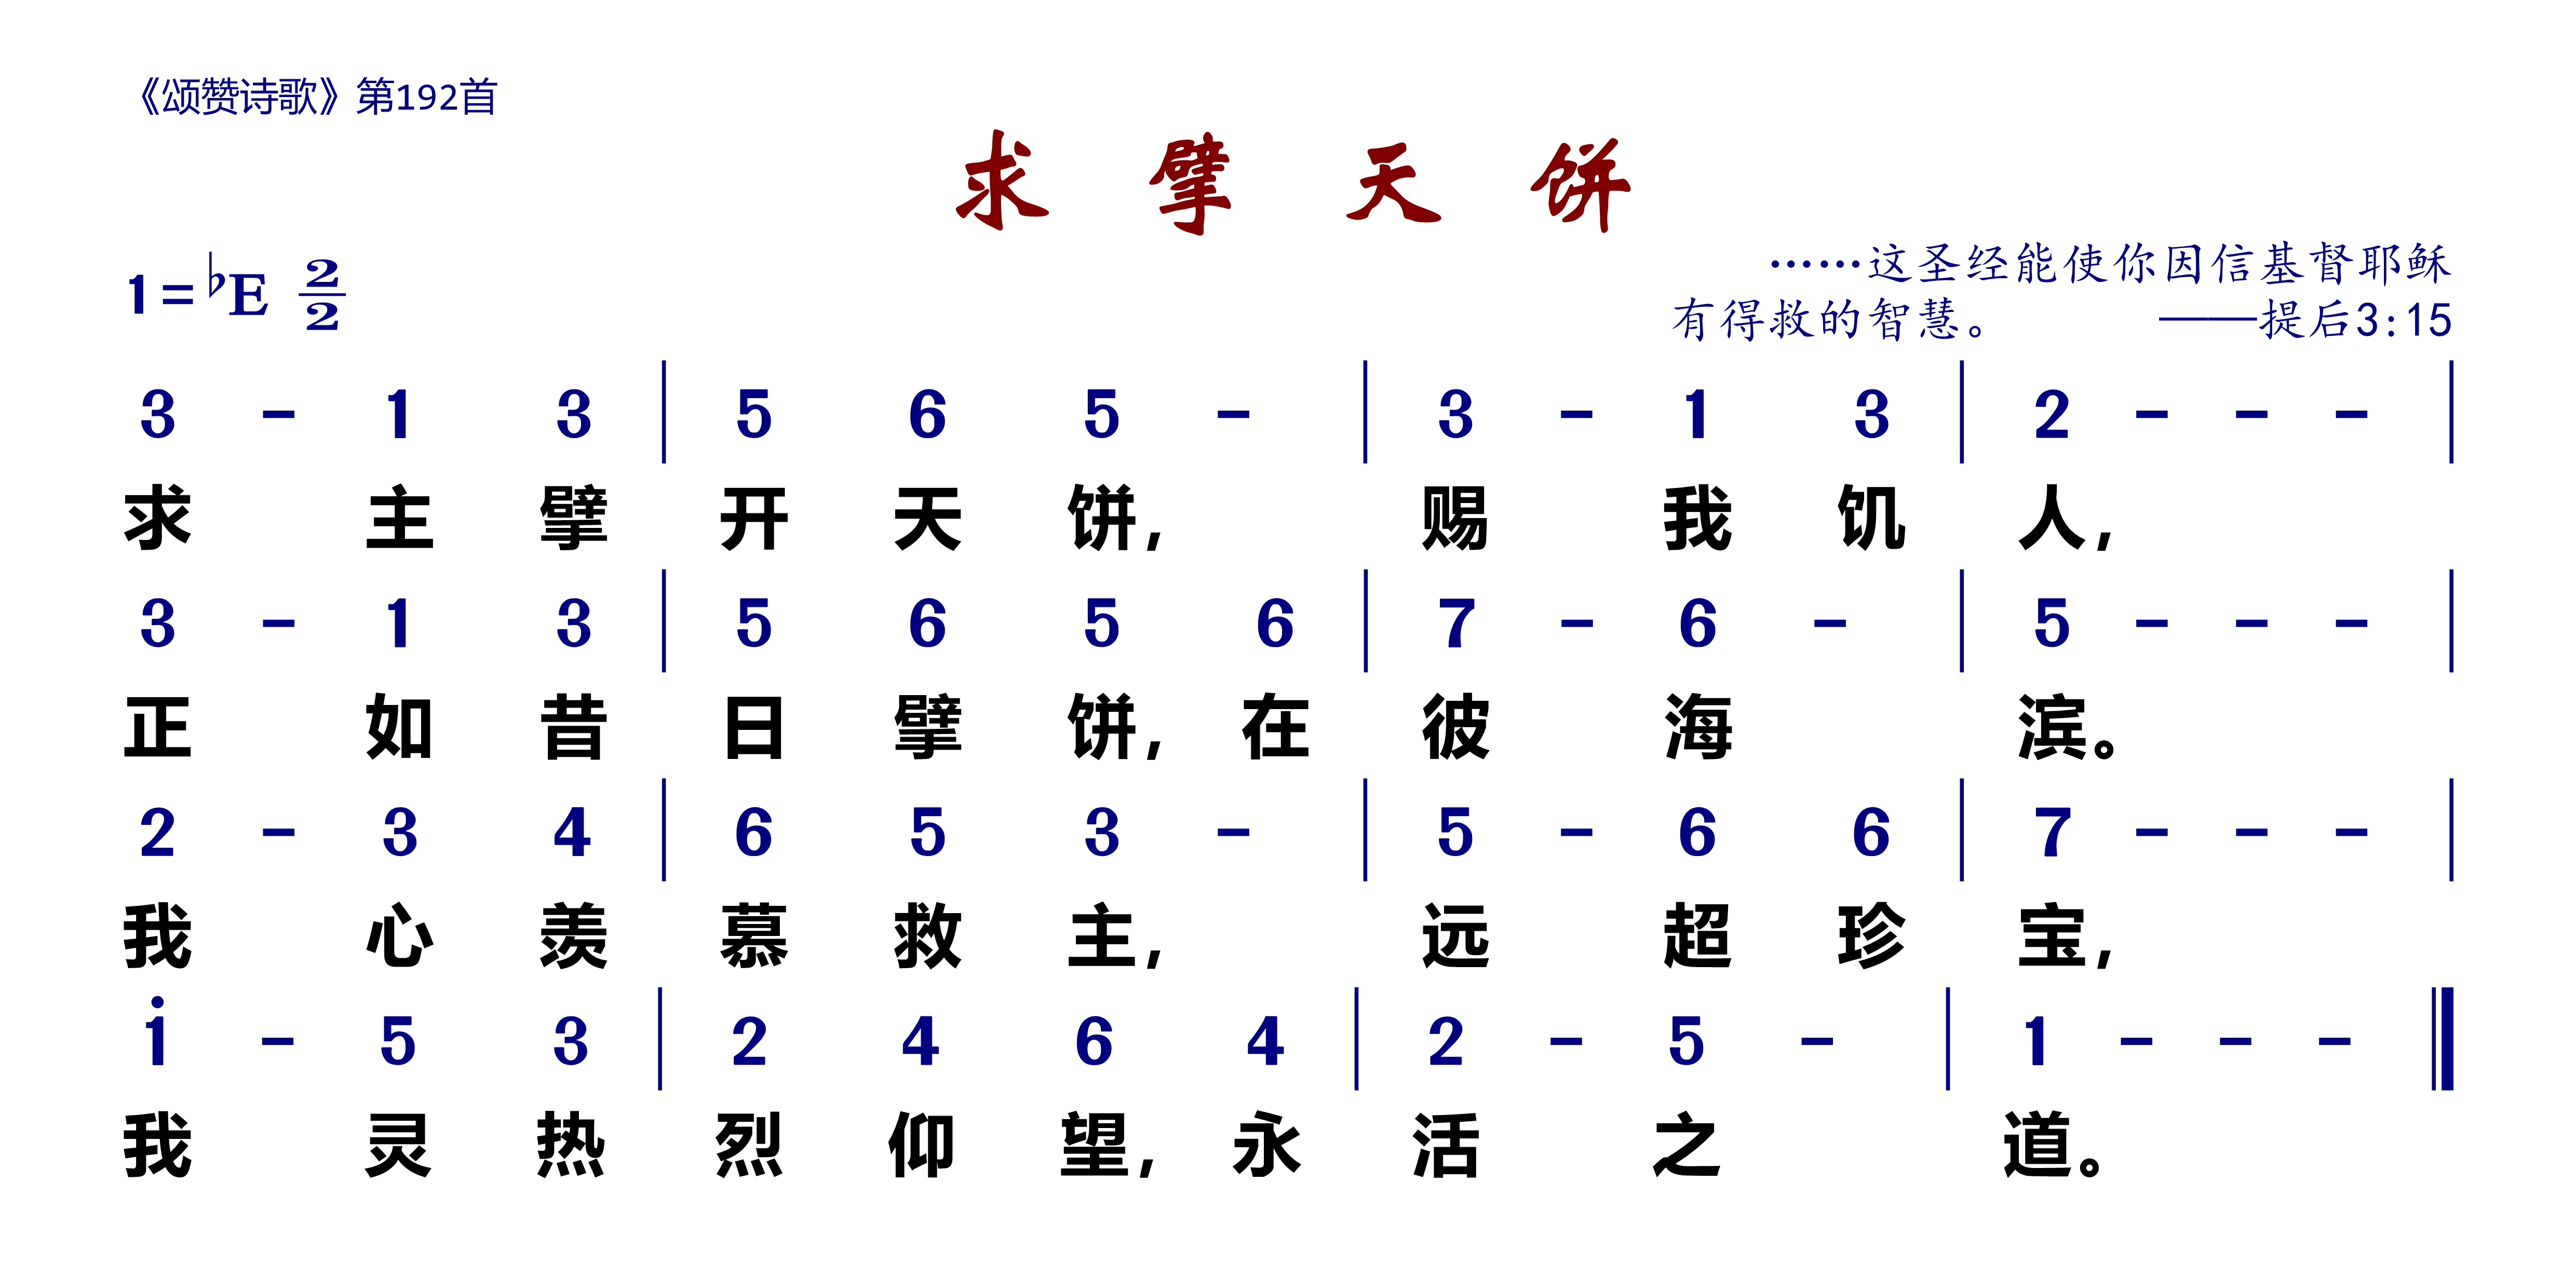 《颂赞诗歌》第192首
求擘天饼
1=♭E 2/2
……这圣经能使你因信基督耶稣
有得救的智慧。 ——提后3:15
3 - 1 3 | 5 6 5 - | 3 - 1 3 | 2 - - - |
求主擘开天饼, 赐我饥人,
3 - 1 3 | 5 6 5 6 | 7 - 6 - | 5 - - - |
正如昔日擘饼, 在彼海滨。
2 - 3 4 | 6 5 3 - | 5 - 6 6 | 7 - - - |
我心羡慕救主, 远超珍宝,
1̇ - 5 3 | 2 4 6 4 | 2 - 5 - | 1 - - - ‖
我灵热烈仰望, 永活之道。